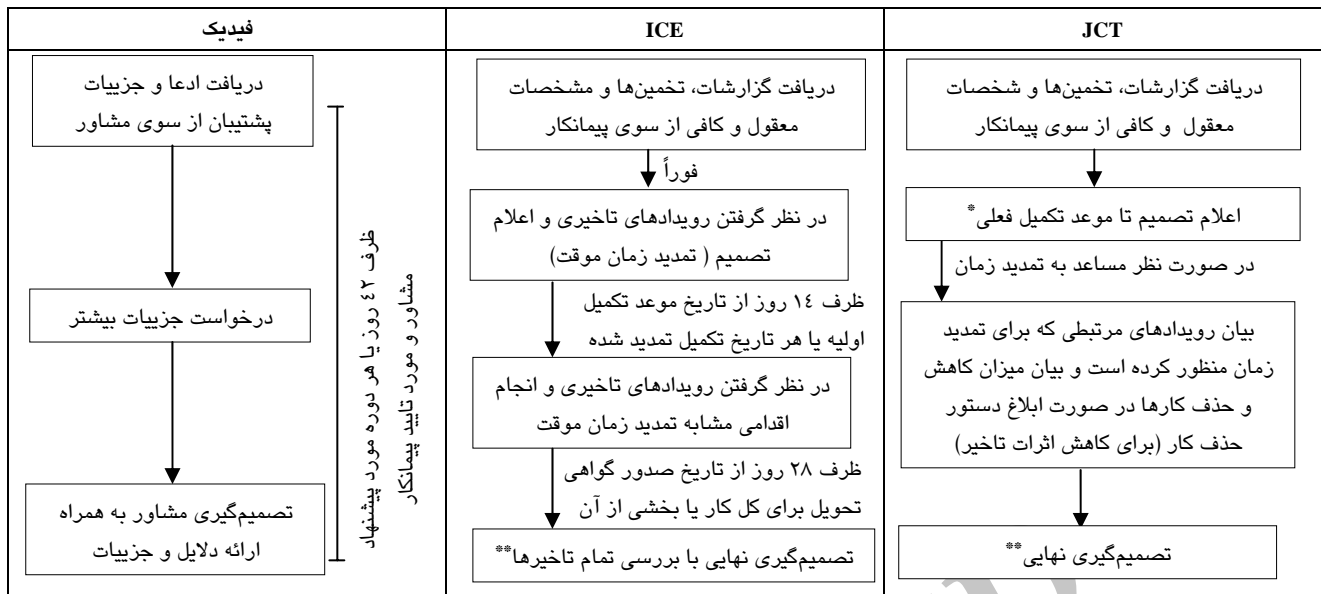 فیدیک
ICE
JCT
دریافت ادعا و جزییات
پشتیبان از سوی مشاور
درخواست جزییات بیشتر
تصمیم‌گیری مشاور به همراه
ارائه دلایل و جزییات
ظرف ٤٢ روز یا هر دوره مورد پیشنهاد
مشاور و مورد تایید پیمانکار
دریافت گزارشات، تخمین‌ها و مشخصات
معقول و کافی از سوی پیمانکار
فوراً
در نظر گرفتن رویدادهای تاخیری و اعلام
تصمیم ( تمدید زمان موقت)
ظرف ١٤ روز از تاریخ موعد تکمیل
اولیه یا هر تاریخ تکمیل تمدید شده
در نظر گرفتن رویدادهای تاخیری و انجام
اقدامی مشابه تمدید زمان موقت
ظرف ٢٨ روز از تاریخ صدور گواهی
تحویل برای کل کار یا بخشی از آن
تصمیم‌گیری نهایی با بررسی تمام تاخیرها**
دریافت گزارشات، تخمین‌ها و شخصات
معقول و کافی از سوی پیمانکار
اعلام تصمیم تا موعد تکمیل فعلی*
در صورت نظر مساعد به تمدید زمان
بیان رویدادهای مرتبطی که برای تمدید
زمان منظور کرده است و بیان میزان کاهش
و حذف کارها در صورت ابلاغ دستور
حذف کار (برای کاهش اثرات تاخیر)
تصمیم‌گیری نهایی**